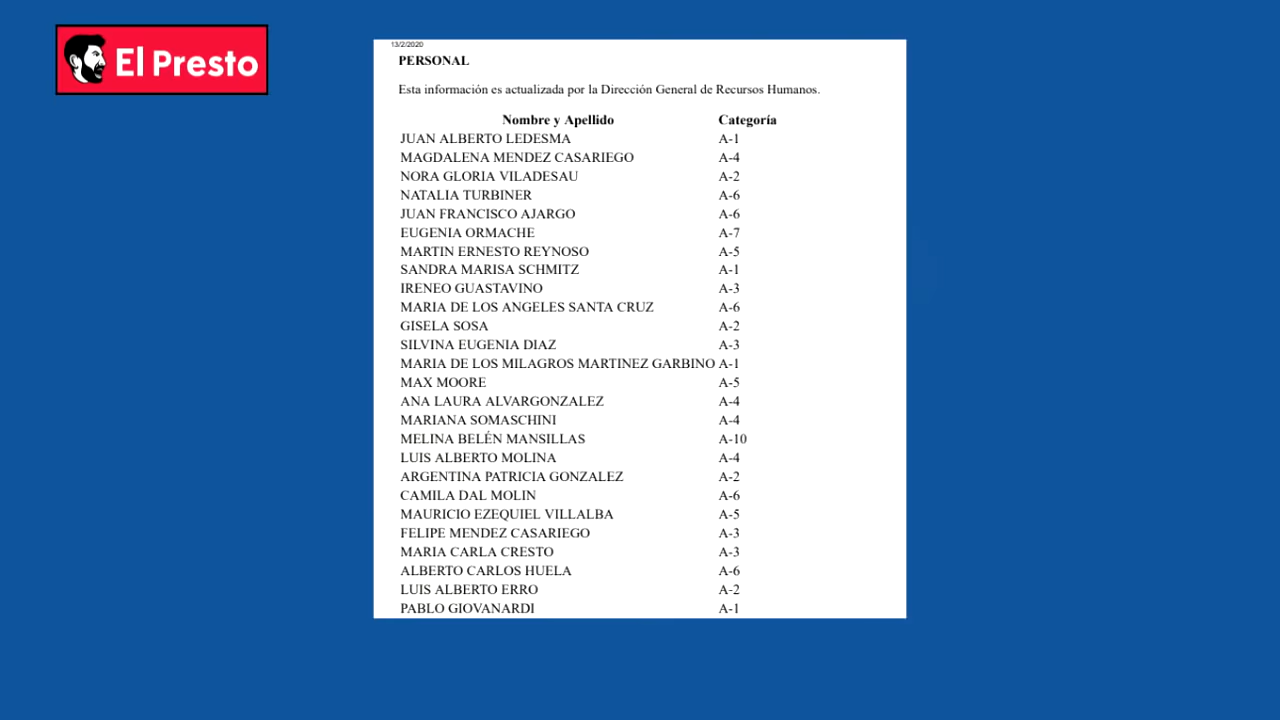 El Presto
13/2/2020
PERSONAL
Esta información es actualizada por la Dirección General de Recursos Humanos.
Nombre y Apellido Categoría
JUAN ALBERTO LEDESMA A-1
MAGDALENA MENDEZ CASARIEGO A-4
NORA GLORIA VILADESAU A-2
NATALIA TURBINER A-6
JUAN FRANCISCO AJARGO A-6
EUGENIA ORMACHE A-7
MARTIN ERNESTO REYNOSO A-5
SANDRA MARISA SCHMITZ A-1
IRENEO GUASTAVINO A-3
MARIA DE LOS ANGELES SANTA CRUZ A-6
GISELA SOSA A-2
SILVINA EUGENIA DIAZ A-3
MARIA DE LOS MILAGROS MARTINEZ GARBINO A-1
MAX MOORE A-5
ANA LAURA ALVARGONZALEZ A-4
MARIANA SOMASCHINI A-4
MELINA BELÉN MANSILLAS A-10
LUIS ALBERTO MOLINA A-4
ARGENTINA PATRICIA GONZALEZ A-2
CAMILA DAL MOLIN A-6
MAURICIO EZEQUIEL VILLALBA A-5
FELIPE MENDEZ CASARIEGO A-3
MARIA CARLA CRESTO A-3
ALBERTO CARLOS HUELA A-6
LUIS ALBERTO ERRO A-2
PABLO GIOVANARDI A-1